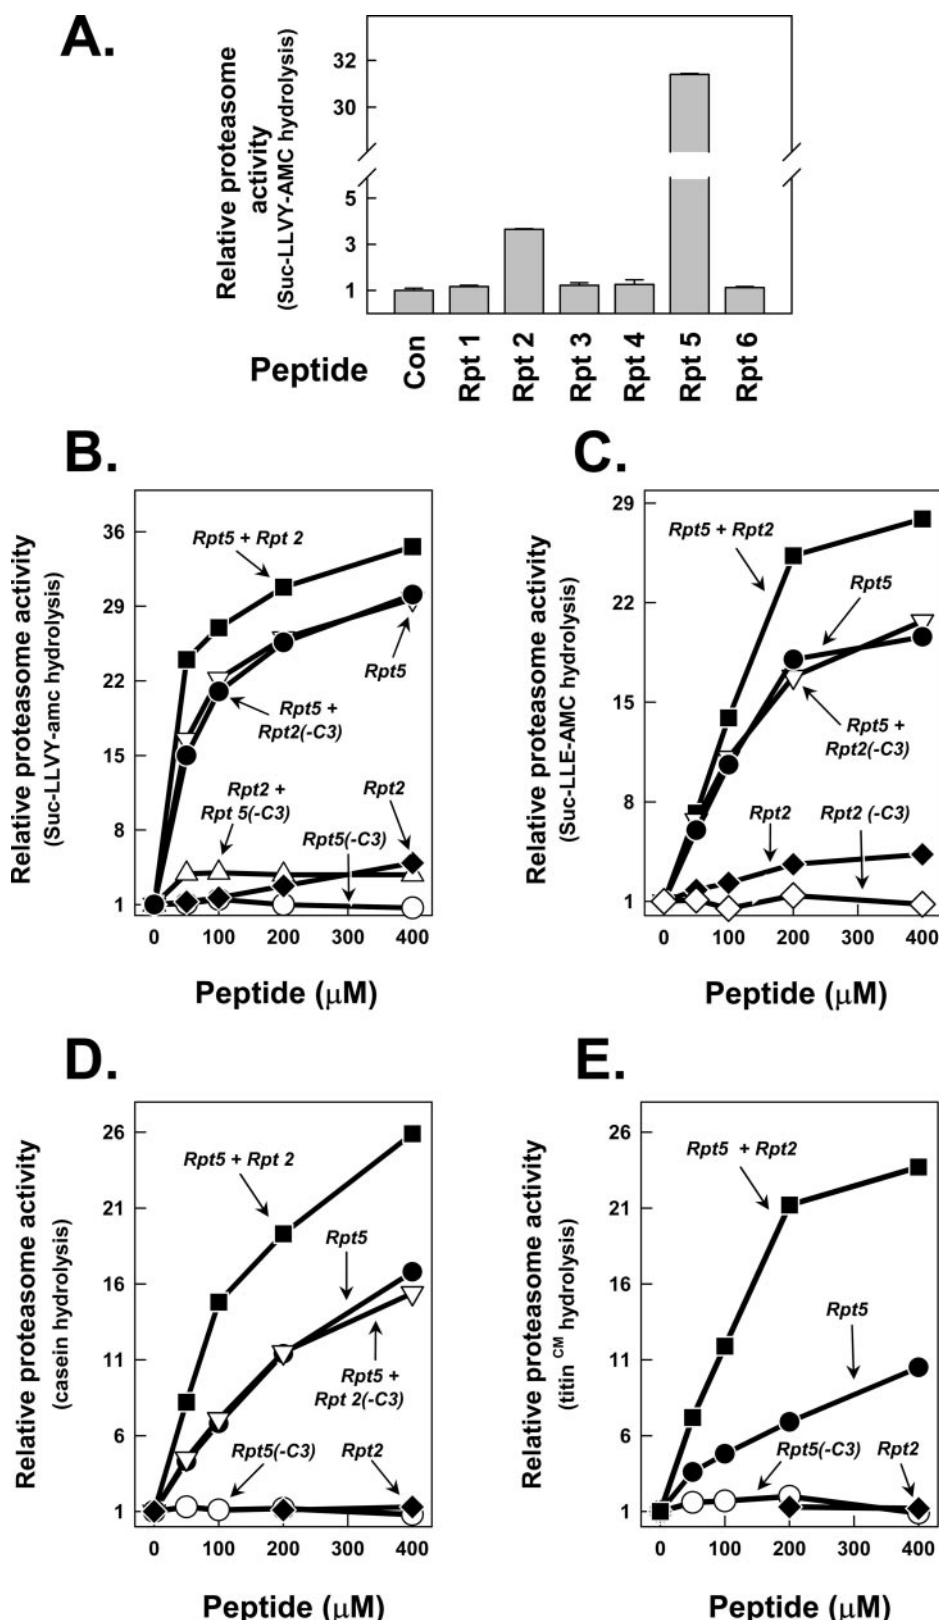 A.
Relative proteasome
activity
(Suc-LLVY-AMC hydrolysis)
32
30
5
3
1
Peptide
Con
Rpt 1
Rpt 2
Rpt 3
Rpt 4
Rpt 5
Rpt 6
B.
Relative proteasome activity
(Suc-LLVY-amc hydrolysis)
36
29
22
15
8
1
Rpt5 + Rpt 2
Rpt5
Rpt5 +
Rpt2(-C3)
Rpt2 +
Rpt 5(-C3)
Rpt5(-C3)
Rpt2
0 100 200 300 400
Peptide (μM)
C.
Relative proteasome activity
(Suc-LLE-AMC hydrolysis)
29
22
15
8
1
Rpt5 + Rpt2
Rpt5
Rpt5 +
Rpt2(-C3)
Rpt2
Rpt2 (-C3)
0 100 200 300 400
Peptide (μM)
D.
Relative proteasome activity
(casein hydrolysis)
26
21
16
11
6
1
Rpt5 + Rpt 2
Rpt5
Rpt5 +
Rpt 2(-C3)
Rpt5(-C3)
Rpt2
0 100 200 300 400
Peptide (μM)
E.
Relative proteasome activity
(titin CM hydrolysis)
26
21
16
11
6
1
Rpt5 + Rpt2
Rpt5
Rpt5(-C3)
Rpt2
0 100 200 300 400
Peptide (μM)